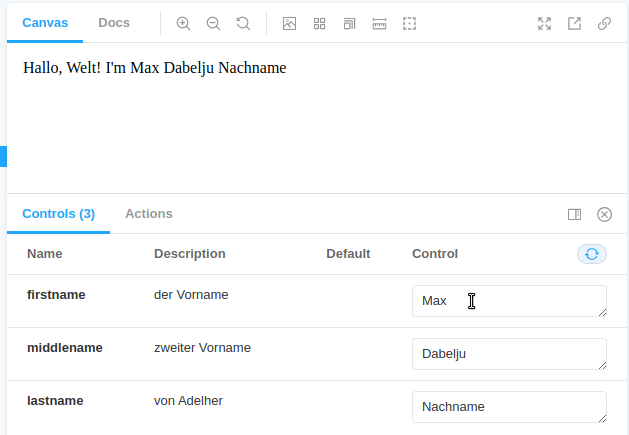 Canvas Docs
Hallo, Welt! I'm Max Dabelju Nachname
Controls (3) Actions
Name Description Default Control
firstname der Vorname Max
middlename zweiter Vorname Dabelju
lastname von Adelher Nachname